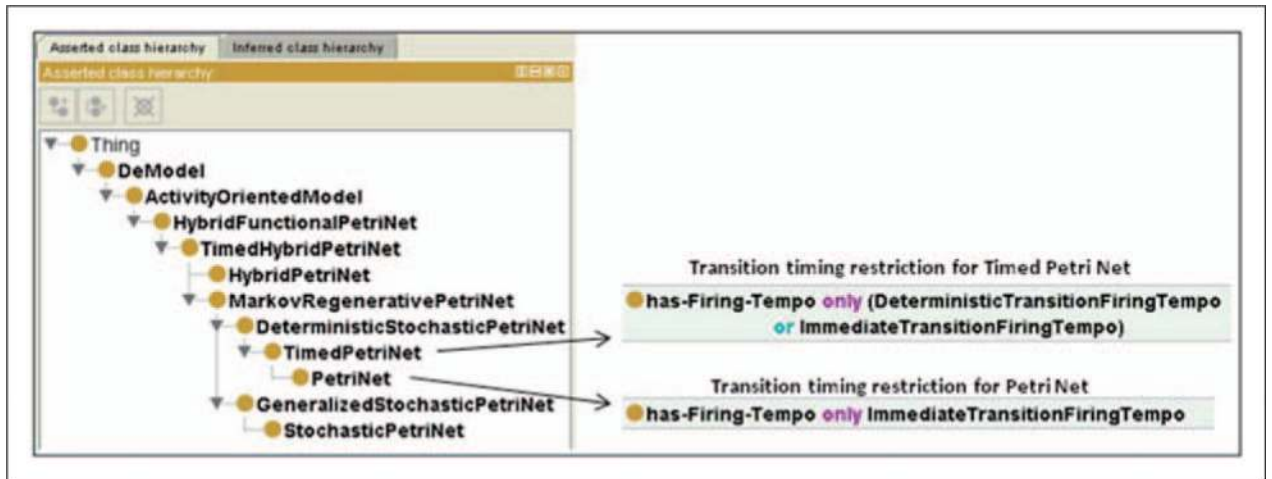 Asserted class hierarchy Inferred class hierarchy
Asserted class hierarchy
Thing
DeModel
ActivityOrientedModel
HybridFunctionalPetriNet
TimedHybridPetriNet
HybridPetriNet
MarkovRegenerativePetriNet
DeterministicStochasticPetriNet
TimedPetriNet
PetriNet
GeneralizedStochasticPetriNet
StochasticPetriNet
Transition timing restriction for Timed Petri Net
has-Firing-Tempo only (DeterministicTransitionFiringTempo
or ImmediateTransitionFiringTempo)
Transition timing restriction for Petri Net
has-Firing-Tempo only ImmediateTransitionFiringTempo